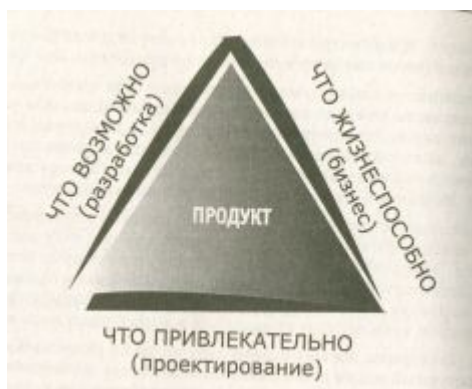 ЧТО ВОЗМОЖНО
(разработка)
ЧТО ЖИЗНЕСПОСОБНО
(бизнес)
ПРОДУКТ
ЧТО ПРИВЛЕКАТЕЛЬНО
(проектирование)